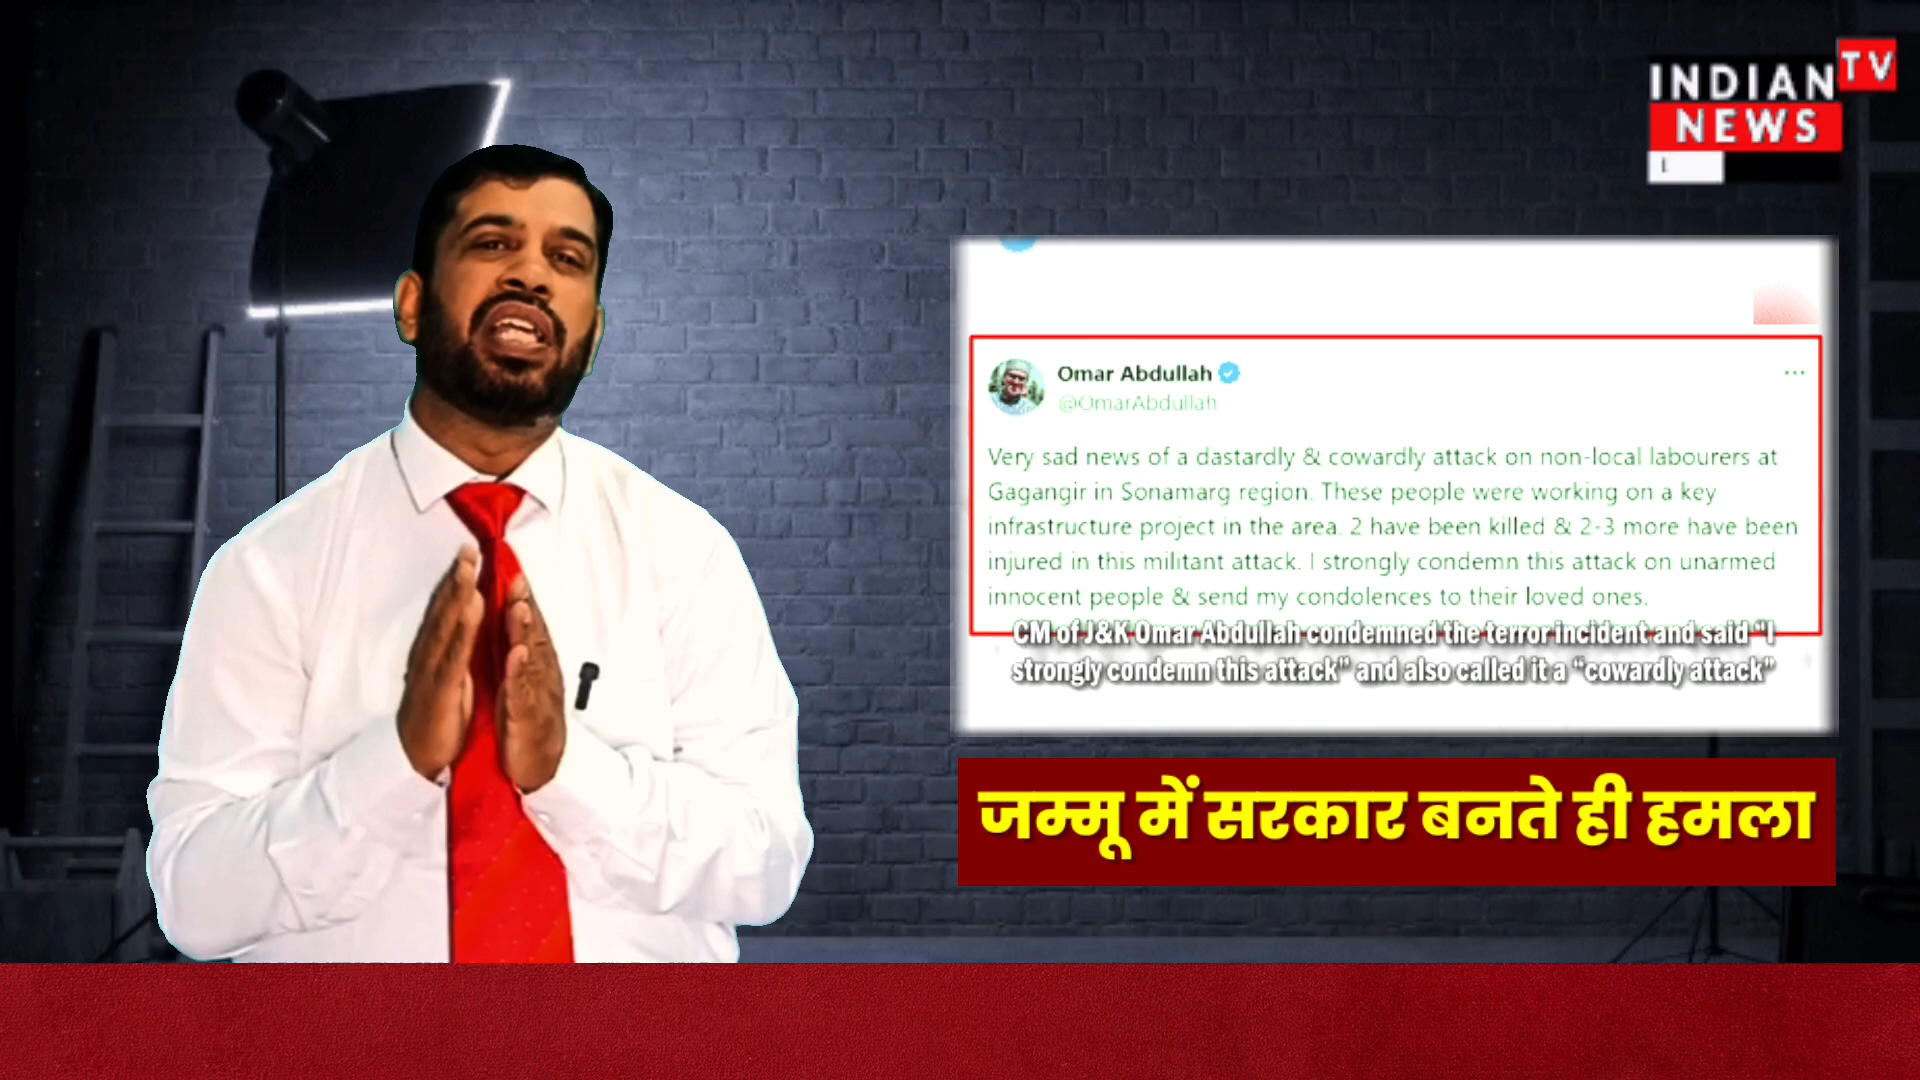 INDIAN TV
NEWS
Omar Abdullah
@OmarAbdullah
Very sad news of a dastardly & cowardly attack on non-local labourers at
Gagangir in Sonamarg region. These people were working on a key
infrastructure project in the area. 2 have been killed & 2-3 more have been
injured in this militant attack. I strongly condemn this attack on unarmed
innocent people & send my condolences to their loved ones.
CM of J&K Omar Abdullah condemned the terror incident and said "I
strongly condemn this attack" and also called it a "cowardly attack"
जम्मू में सरकार बनते ही हमला